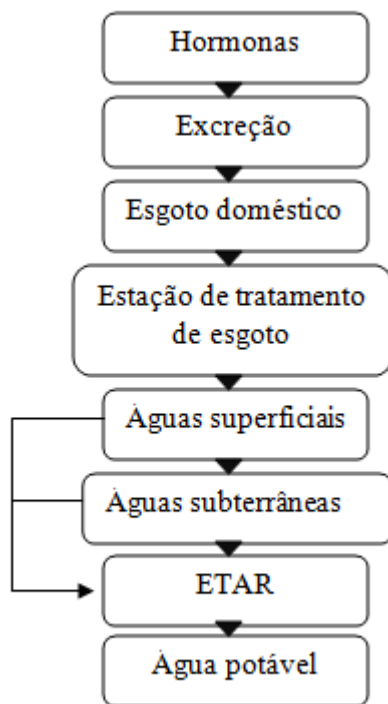 Hormonas
Excreção
Esgoto doméstico
Estação de tratamento
de esgoto
Águas superficiais
Águas subterrâneas
ETAR
Água potável